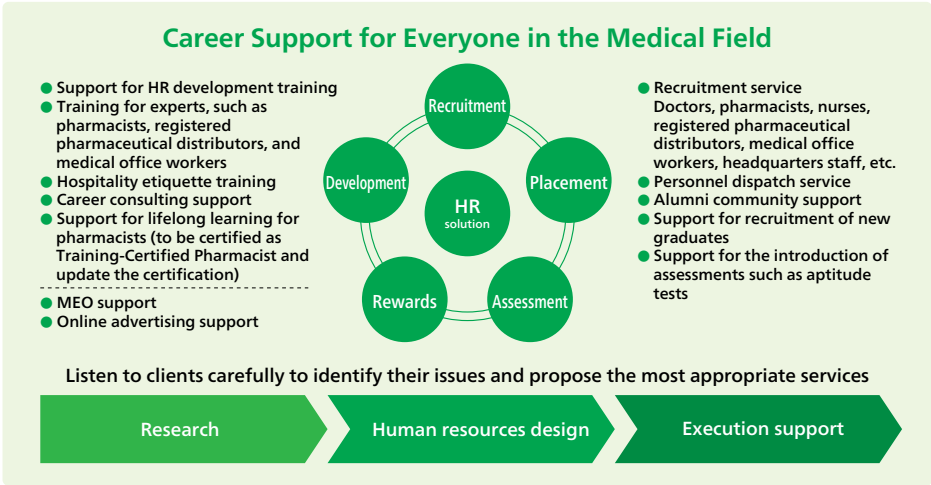 Career Support for Everyone in the Medical Field
● Support for HR development training
● Training for experts, such as
pharmacists, registered
pharmaceutical distributors, and
medical office workers
● Hospitality etiquette training
● Career consulting support
● Support for lifelong learning for
pharmacists (to be certified as
Training-Certified Pharmacist and
update the certification)
● MEO support
● Online advertising support
Recruitment
Development
Placement
HR
solution
Rewards
Assessment
● Recruitment service
Doctors, pharmacists, nurses,
registered pharmaceutical
distributors, medical office
workers, headquarters staff, etc.
● Personnel dispatch service
● Alumni community support
● Support for recruitment of new
graduates
● Support for the introduction of
assessments such as aptitude
tests
Listen to clients carefully to identify their issues and propose the most appropriate services
Research
Human resources design
Execution support